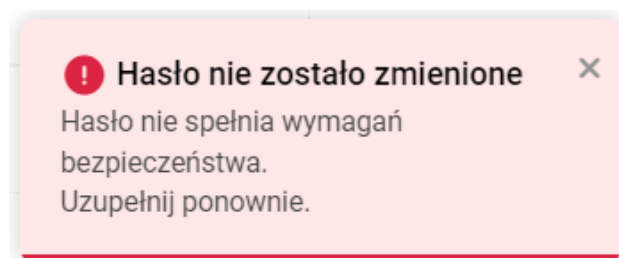 Hasło nie zostało zmienione
Hasło nie spełnia wymagań
bezpieczeństwa.
Uzupełnij ponownie.